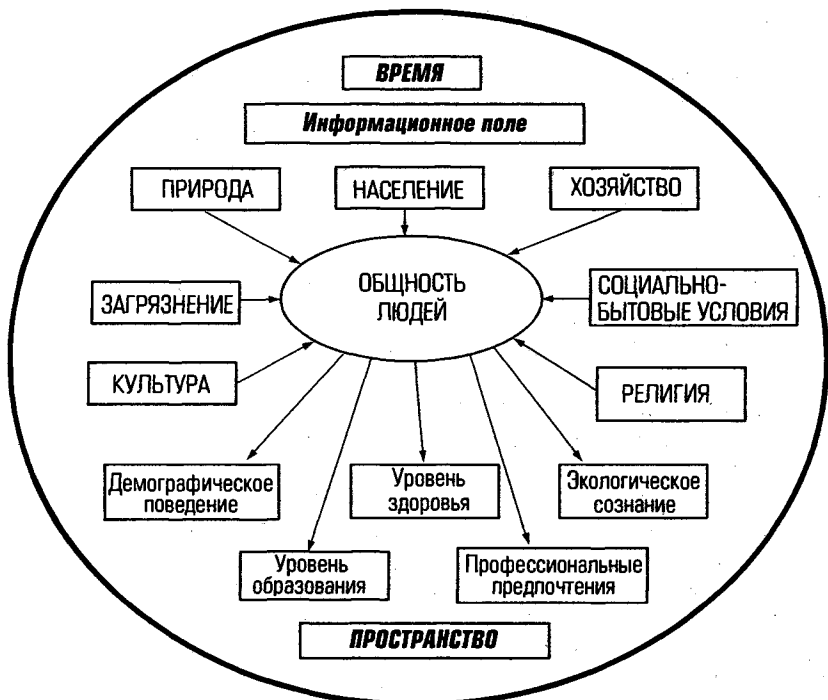 ВРЕМЯ
Информационное поле
ПРИРОДА
НАСЕЛЕНИЕ
ХОЗЯЙСТВО
ОБЩНОСТЬ
ЛЮДЕЙ
ЗАГРЯЗНЕНИЕ
СОЦИАЛЬНО-
БЫТОВЫЕ УСЛОВИЯ
КУЛЬТУРА
РЕЛИГИЯ
Демографическое
поведение
Уровень
здоровья
Экологическое
сознание
Уровень
образования
Профессиональные
предпочтения
ПРОСТРАНСТВО